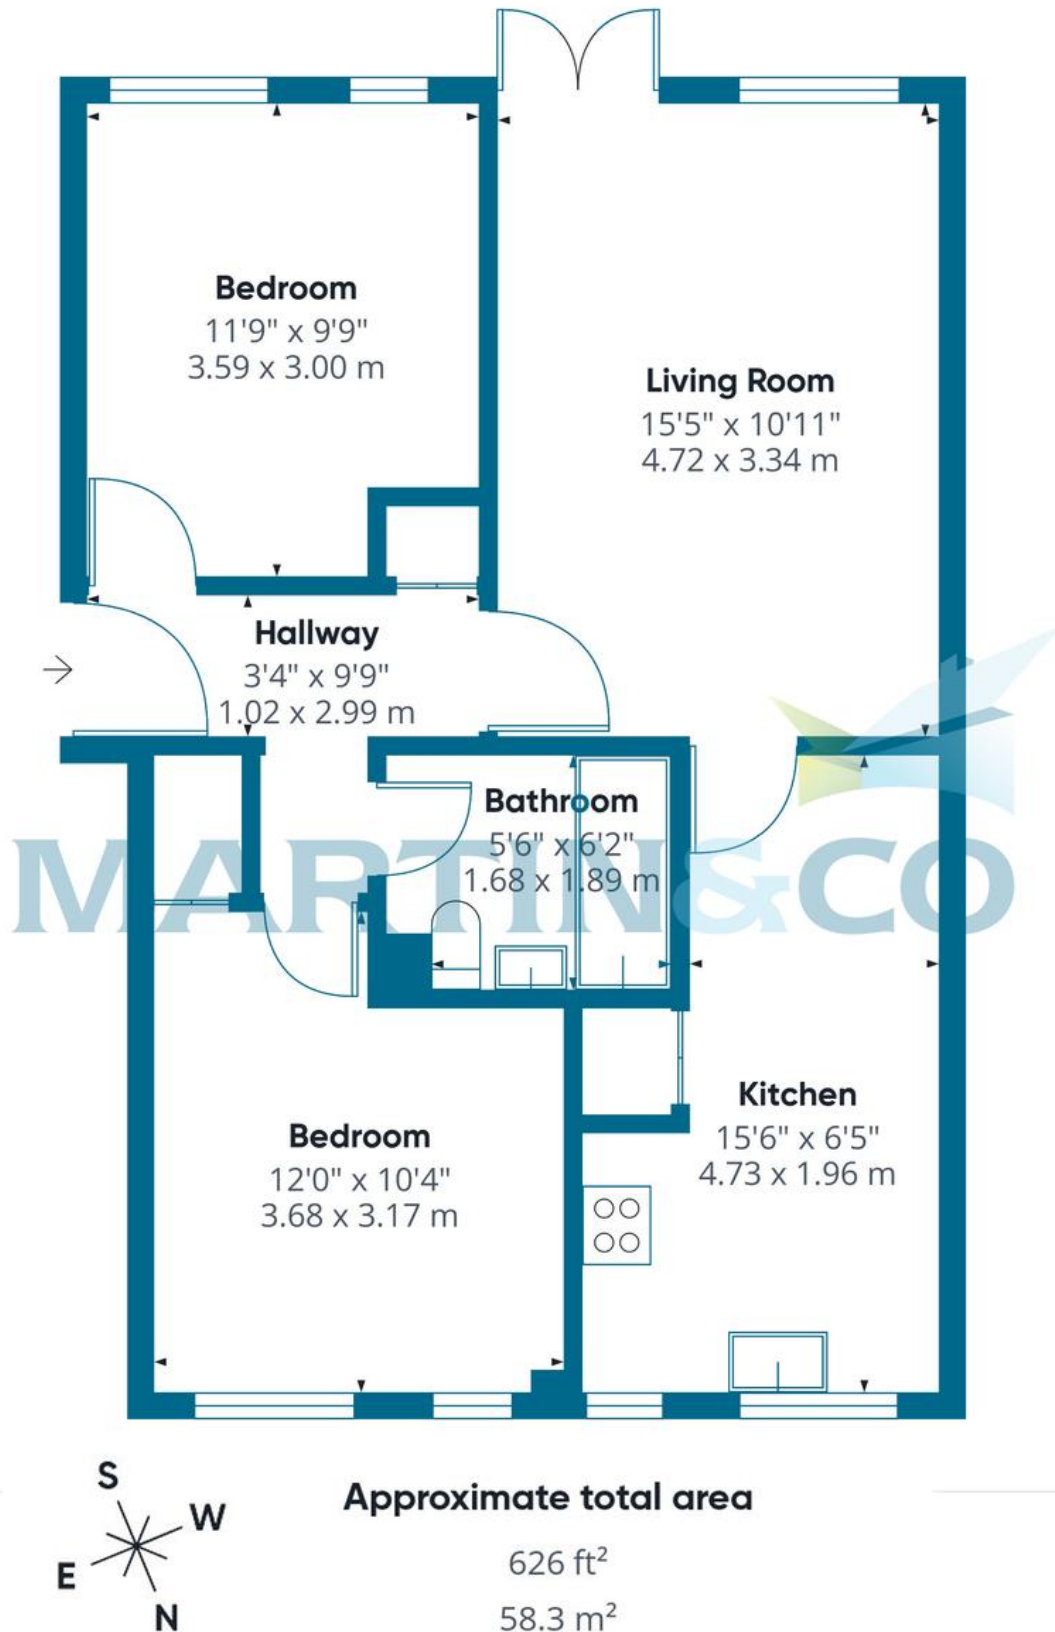 Bedroom
11'9" x 9'9"
3.59 x 3.00 m
Living Room
15'5" x 10'11"
4.72 x 3.34 m
Hallway
3'4" x 9'9"
1.02 x 2.99 m
Bathroom
5'6" x 6'2"
1.68 x 1.89 m
MARTIN&CO
Kitchen
15'6" x 6'5"
4.73 x 1.96 m
Bedroom
12'0" x 10'4"
3.68 x 3.17 m
S
W
E
N
Approximate total area
626 ft²
58.3 m²